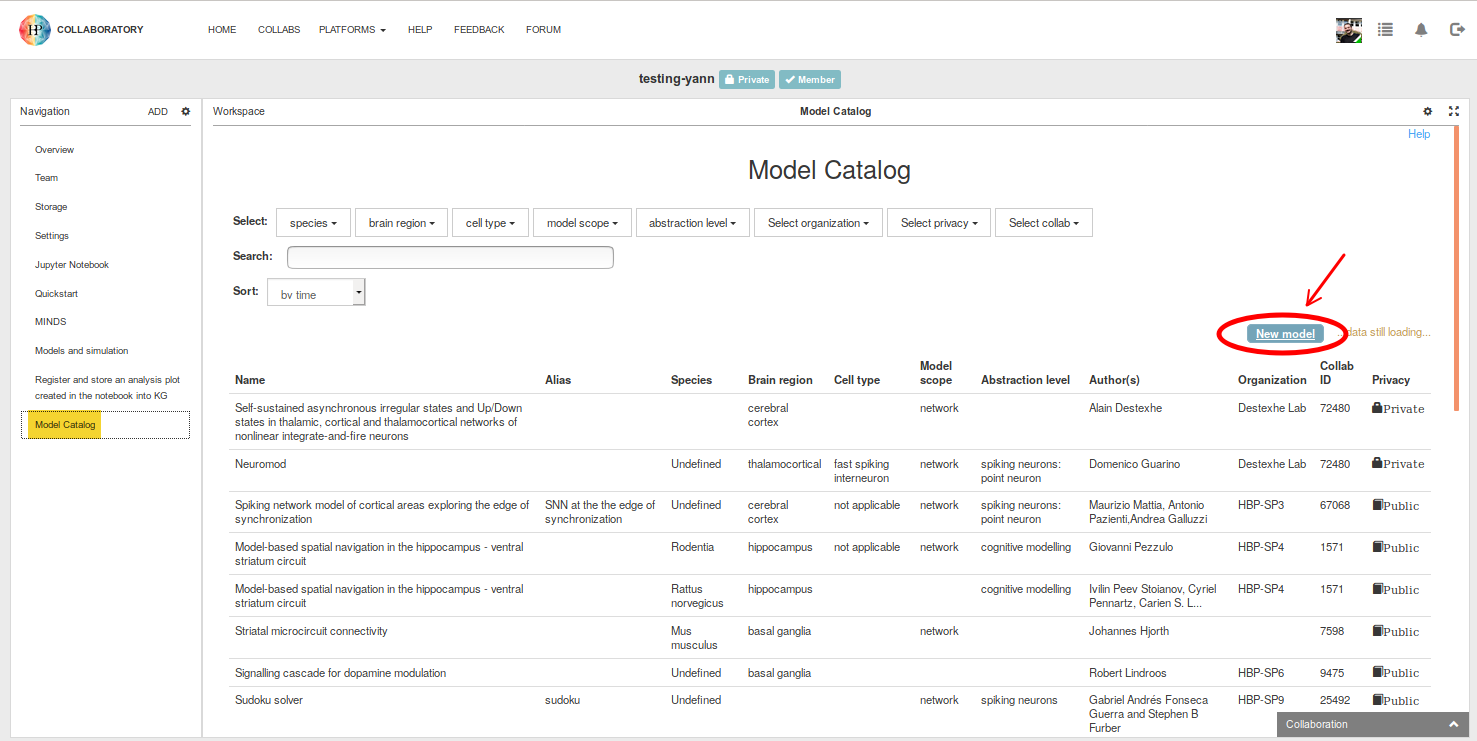 HP COLLABORATORY HOME COLLABS PLATFORMS HELP FEEDBACK FORUM
testing-yann Private Member
Navigation ADD
Overview
Team
Storage
Settings
Jupyter Notebook
Quickstart
MINDS
Models and simulation
Register and store an analysis plot
created in the notebook into KG
Model Catalog
Workspace Model Catalog
Help
Model Catalog
Select: species brain region cell type model scope abstraction level Select organization Select privacy Select collab
Search:
Sort: by time
New model ...data still loading...
Name Alias Species Brain region Cell type Model scope Abstraction level Author(s) Organization Collab ID Privacy
Self-sustained asynchronous irregular states and Up/Down cerebral network Alain Destexhe Destexhe Lab 72480 Private
states in thalamic, cortical and thalamocortical networks of cortex
nonlinear integrate-and-fire neurons
Neuromod Undefined thalamocortical fast spiking network spiking neurons: Domenico Guarino Destexhe Lab 72480 Private
interneuron point neuron
Spiking network model of cortical areas exploring the edge of SNN at the the edge of Undefined cerebral not applicable network spiking neurons: Maurizio Mattia, Antonio HBP-SP3 67068 Public
synchronization synchronization cortex point neuron Pazienti,Andrea Galluzzi
Model-based spatial navigation in the hippocampus - ventral Rodentia hippocampus not applicable network cognitive modelling Giovanni Pezzulo HBP-SP4 1571 Public
striatum circuit
Model-based spatial navigation in the hippocampus - ventral Rattus hippocampus cognitive modelling Ivilin Peev Stoianov, Cyriel HBP-SP4 1571 Public
striatum circuit norvegicus Pennartz, Carien S. L...
Striatal microcircuit connectivity Mus basal ganglia network Johannes Hjorth 7598 Public
musculus
Signalling cascade for dopamine modulation Undefined basal ganglia Robert Lindroos HBP-SP6 9475 Public
Sudoku solver sudoku Undefined network spiking neurons Gabriel Andrés Fonseca HBP-SP9 25492 Public
Guerra and Stephen B
Furber
Collaboration